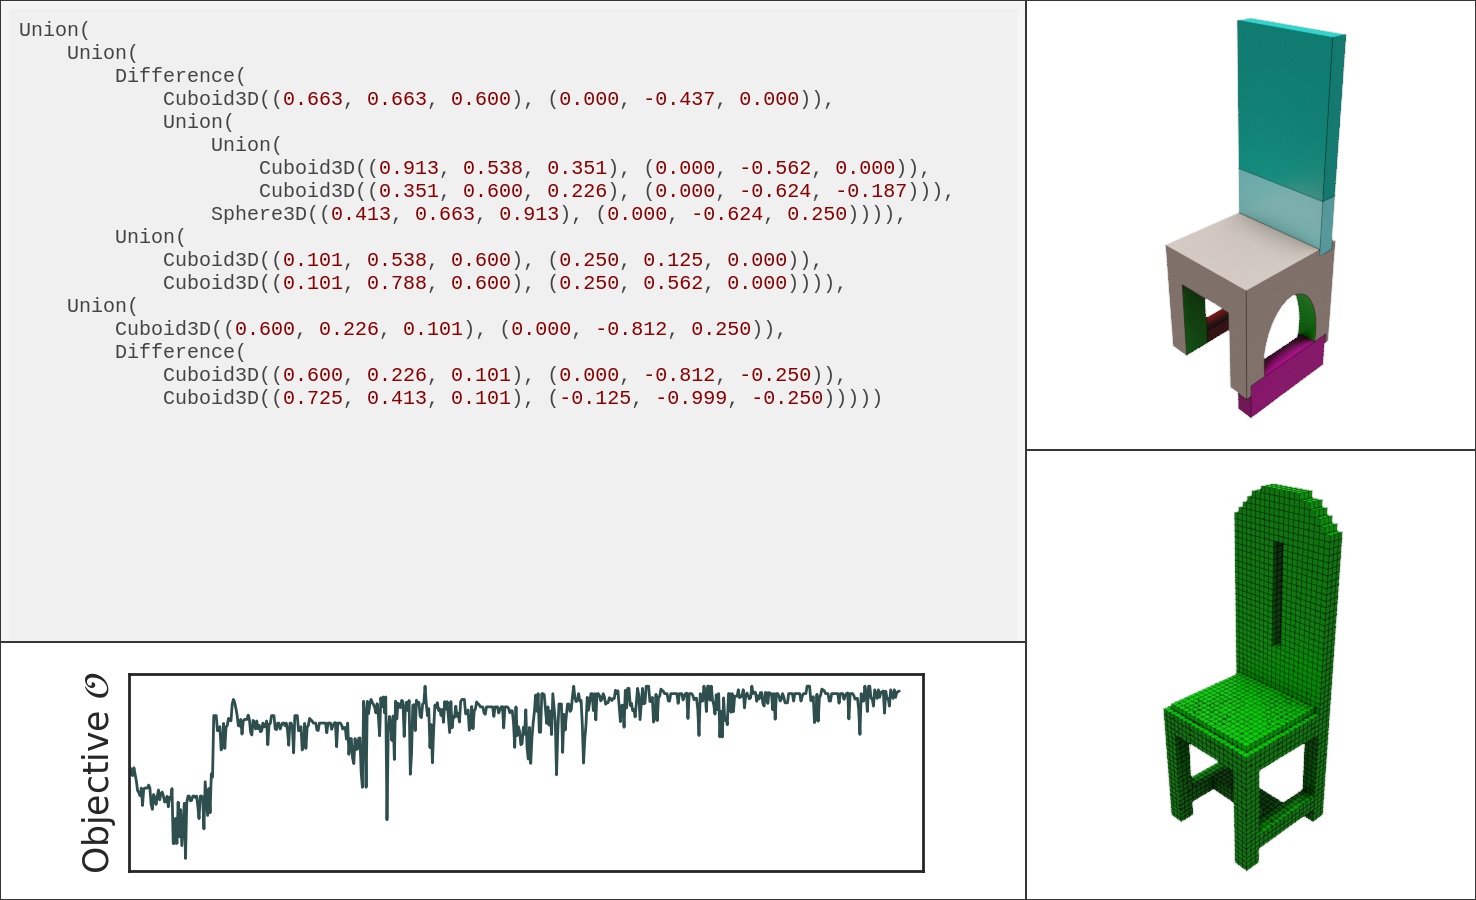 Union(
    Union(
        Difference(
            Cuboid3D((0.663, 0.663, 0.600), (0.000, -0.437, 0.000)),
            Union(
                Union(
                    Cuboid3D((0.913, 0.538, 0.351), (0.000, -0.562, 0.000)),
                    Cuboid3D((0.351, 0.600, 0.226), (0.000, -0.624, -0.187))),
                Sphere3D((0.413, 0.663, 0.913), (0.000, -0.624, 0.250)))),
        Union(
            Cuboid3D((0.101, 0.538, 0.600), (0.250, 0.125, 0.000)),
            Cuboid3D((0.101, 0.788, 0.600), (0.250, 0.562, 0.000)))),
    Union(
        Cuboid3D((0.600, 0.226, 0.101), (0.000, -0.812, 0.250)),
        Difference(
            Cuboid3D((0.600, 0.226, 0.101), (0.000, -0.812, -0.250)),
            Cuboid3D((0.725, 0.413, 0.101), (-0.125, -0.999, -0.250)))))
Objective 𝒪